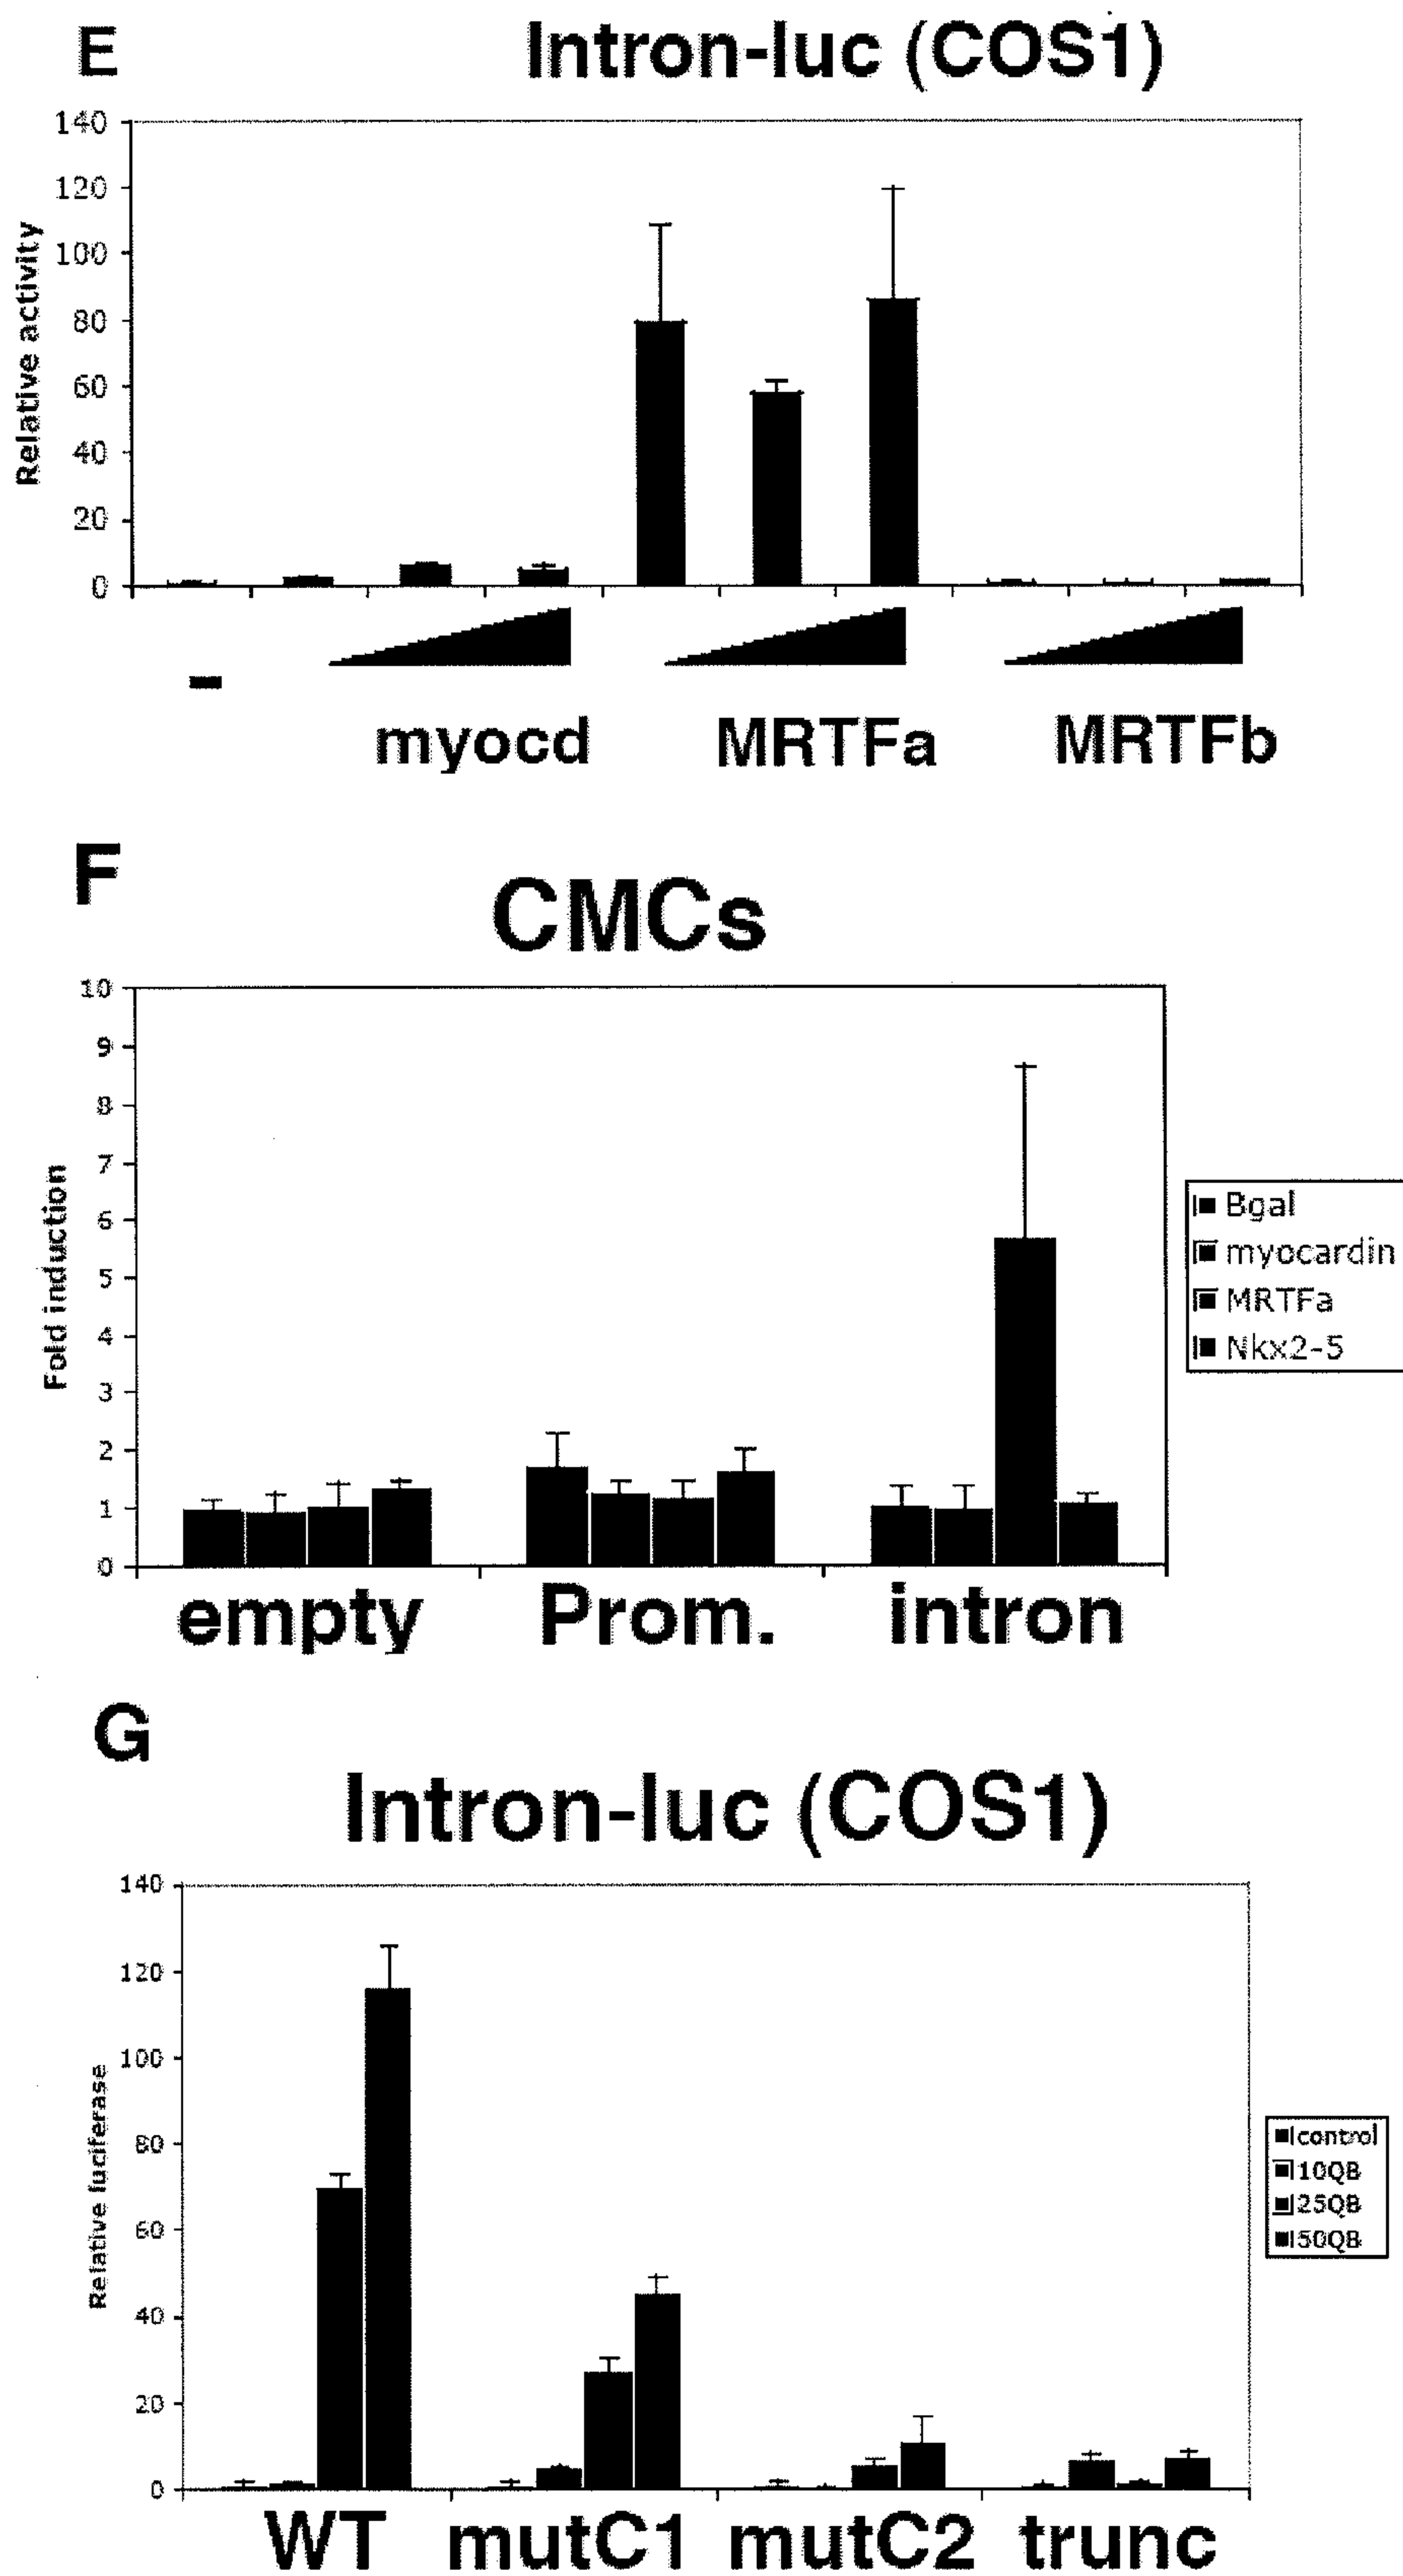 E
Intron-luc (COS1)
140
120
100
80
60
40
20
0
Relative activity
-
myocd MRTFa MRTFb
F
CMCs
10
9
8
7
6
5
4
3
2
1
0
Fold induction
Bgal
myocardin
MRTFa
Nkx2-5
empty Prom. intron
G
Intron-luc (COS1)
140
120
100
80
60
40
20
0
Relative luciferase
control
10QB
25QB
50QB
WT mutC1 mutC2 trunc